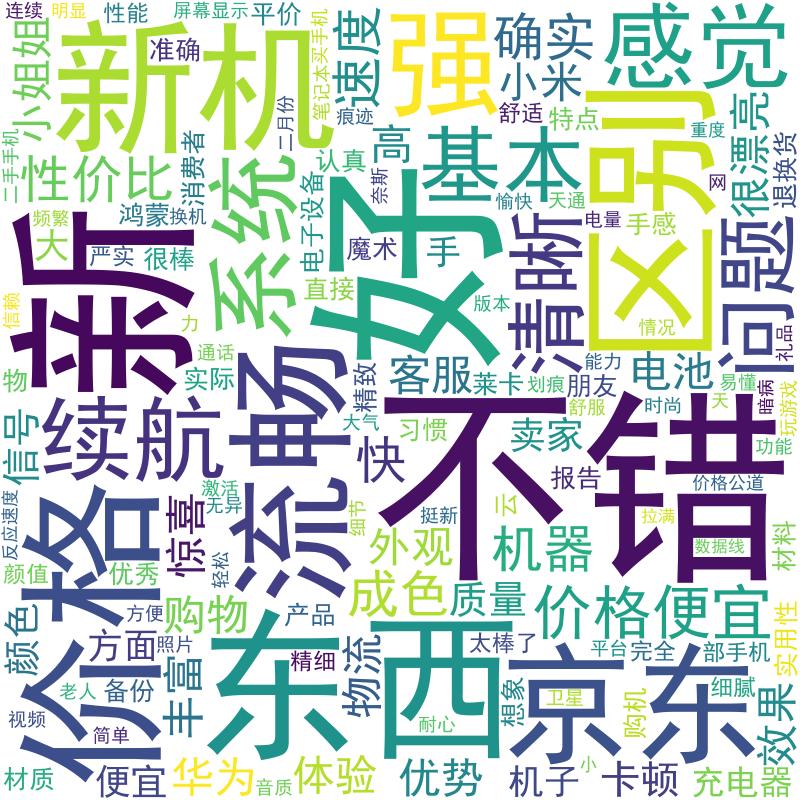 连续
明显
性能
屏幕显示
平价
小姐姐
新机
准确
笔记本买手机
速度
强
确实
小米
感觉
二手手机
性价比
消费者
二月份
痕迹
舒适
特点
系统
认真
高
基本
区别
重度
很漂亮
退换货
频繁
鸿蒙
换机
电子设备
奈斯
好
愉快
天通
网
大
严实
很棒
新
魔术
手
清晰
电量
手感
问题
信赖
直接
版本
情况
礼品
力
物
通话
实际
流畅
精致
客服
莱卡
划痕
朋友
能力
电池
易懂
暗病
玩游戏
信号
续航
大气
习惯
快
不错
舒服
卖家
时尚
天
功能
反应速度
价格
激活
无异
惊喜
细节
挺新
云
报告
价格公道
拉满
数据线
材料
颜值
优秀
轻松
外观
机器
购物
成色
质量
价格便宜
颜色
方面
方便
照片
产品
东西
精细
物流
太棒了
平台
完全
部手机
实用性
老人
备份
丰富
京东
想象
卫星
购机
细腻
效果
视频
简单
耐心
材质
便宜
华为
音质
体验
优势
机子
小
卡顿
充电器